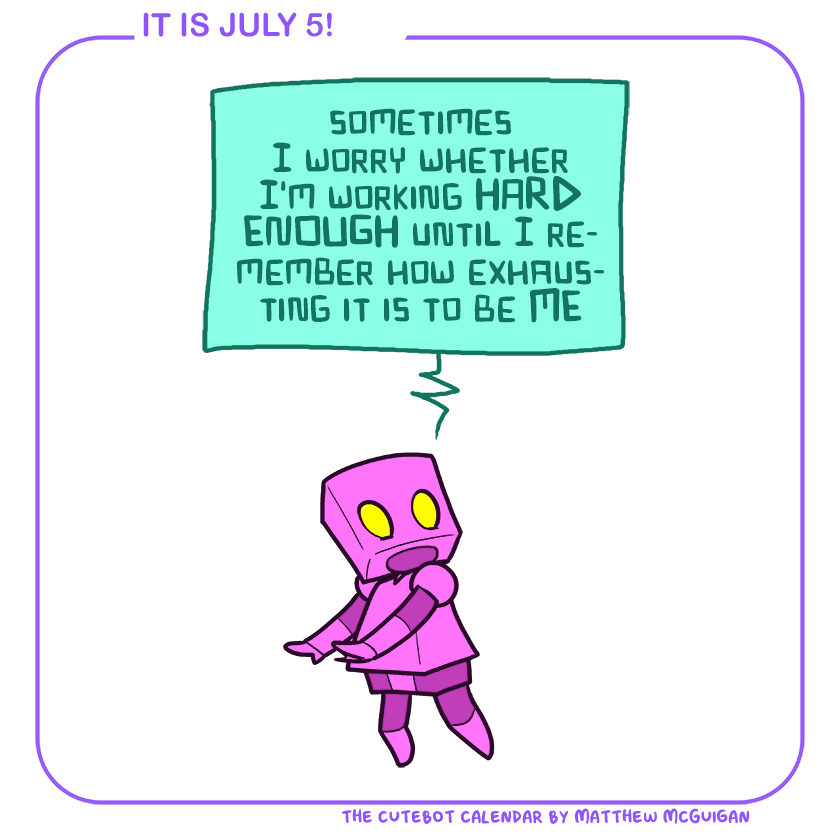 IT IS JULY 5!
SOMETIMES
I WORRY WHETHER
I'M WORKING HARD
ENOUGH UNTIL I RE-
MEMBER HOW EXHAUS-
TING IT IS TO BE ME
THE CUTEBOT CALENDAR BY MATTHEW MCGUIGAN